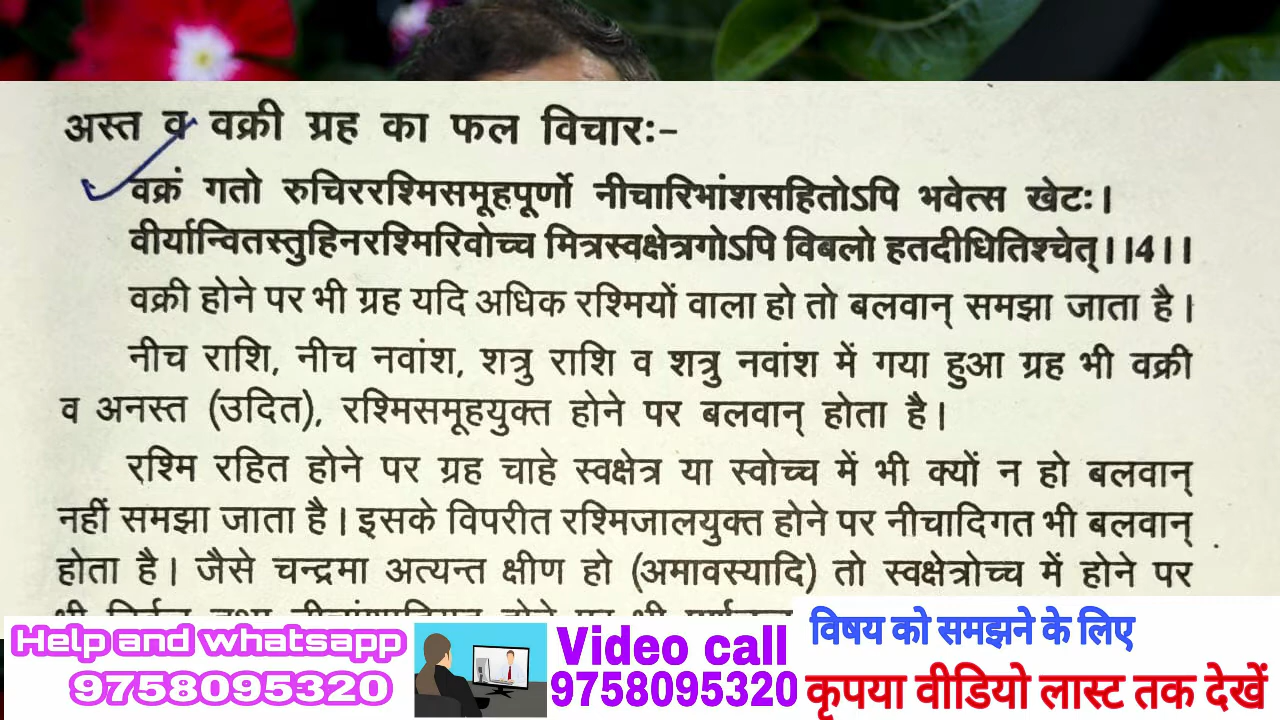 अस्त व वक्री ग्रह का फल विचारः-
वक्रं गतो रुचिररश्मिसमूहपूर्णो नीचारिभांशसहितोऽपि भवेत्स खेटः।
वीर्यान्वितस्तुहिनरश्मिरिवोच्च मित्रस्वक्षेत्रगोऽपि विबलो हतदीधितिश्चेत्।।4।।
वक्री होने पर भी ग्रह यदि अधिक रश्मियों वाला हो तो बलवान् समझा जाता है।
नीच राशि, नीच नवांश, शत्रु राशि व शत्रु नवांश में गया हुआ ग्रह भी वक्री
व अनस्त (उदित), रश्मिसमूहयुक्त होने पर बलवान् होता है।
रश्मि रहित होने पर ग्रह चाहे स्वक्षेत्र या स्वोच्च में भी क्यों न हो बलवान्
नहीं समझा जाता है। इसके विपरीत रश्मिजालयुक्त होने पर नीचादिगत भी बलवान्
होता है। जैसे चन्द्रमा अत्यन्त क्षीण हो (अमावस्यादि) तो स्वक्षेत्रोच्च में होने पर
Help and whatsapp
9758095320
Video call
9758095320
विषय को समझने के लिए
कृपया वीडियो लास्ट तक देखें